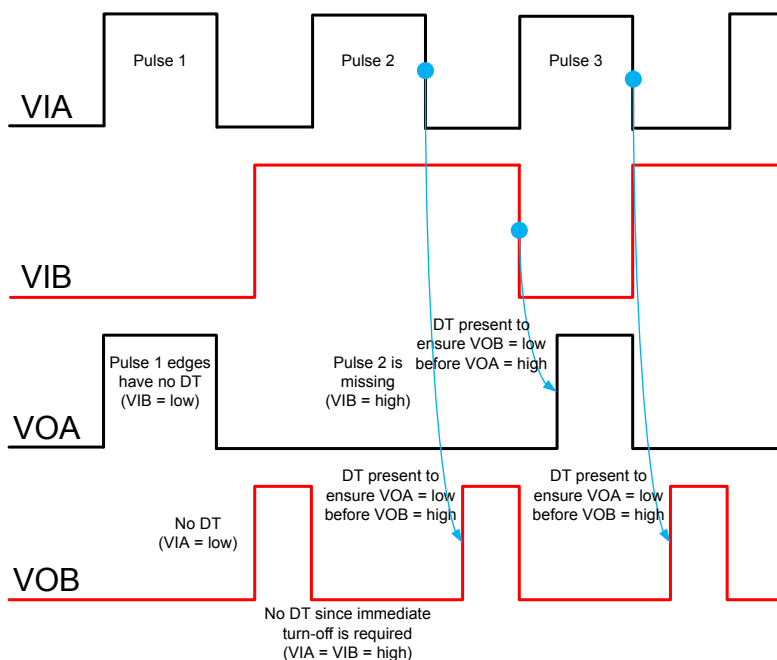 Pulse 1
Pulse 2
Pulse 3
VIA
VIB
DT present to
ensure VOB = low
before VOA = high
Pulse 1 edges
have no DT
(VIB = low)
Pulse 2 is
missing
(VIB = high)
VOA
DT present to
ensure VOA = low
before VOB = high
DT present to
ensure VOA = low
before VOB = high
No DT
(VIA = low)
VOB
No DT since immediate
turn-off is required
(VIA = VIB = high)